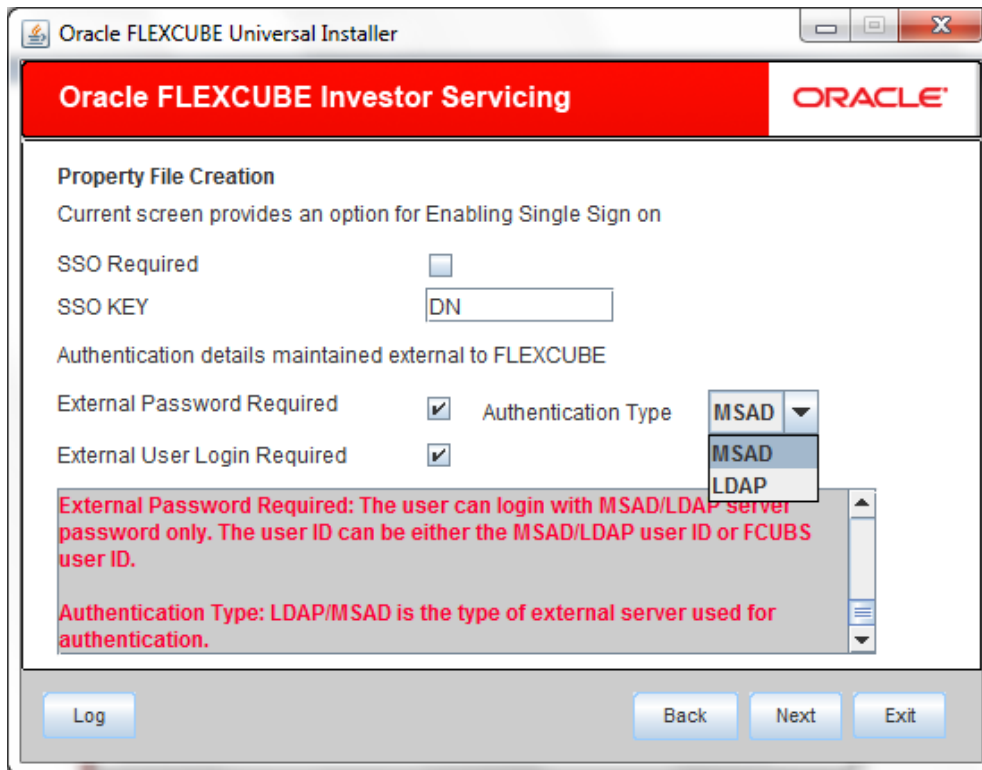 Oracle FLEXCUBE Universal Installer
Oracle FLEXCUBE Investor Servicing
ORACLE
Property File Creation
Current screen provides an option for Enabling Single Sign on
SSO Required
SSO KEY DN
Authentication details maintained external to FLEXCUBE
External Password Required Authentication Type MSAD
External User Login Required MSAD
LDAP
External Password Required: The user can login with MSAD/LDAP server
password only. The user ID can be either the MSAD/LDAP user ID or FCUBS
user ID.
Authentication Type: LDAP/MSAD is the type of external server used for
authentication.
Log Back Next Exit